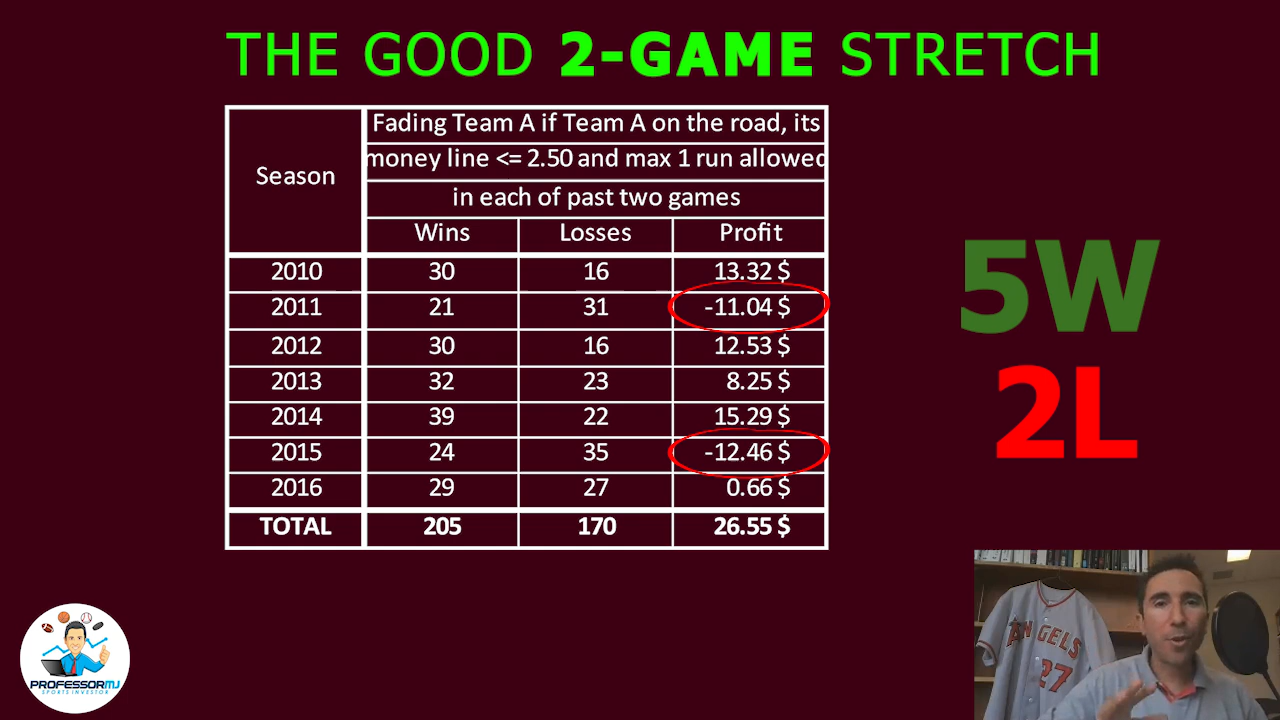 THE GOOD 2-GAME STRETCH
Season
Fading Team A if Team A on the road, its
money line <= 2.50 and max 1 run allowed
in each of past two games
Wins Losses Profit
2010 30 16 13.32 $
2011 21 31 -11.04 $
2012 30 16 12.53 $
2013 32 23 8.25 $
2014 39 22 15.29 $
2015 24 35 -12.46 $
2016 29 27 0.66 $
TOTAL 205 170 26.55 $
5W
2L
ANGELS
27
PROFESSORMJ
SPORTS INVESTOR